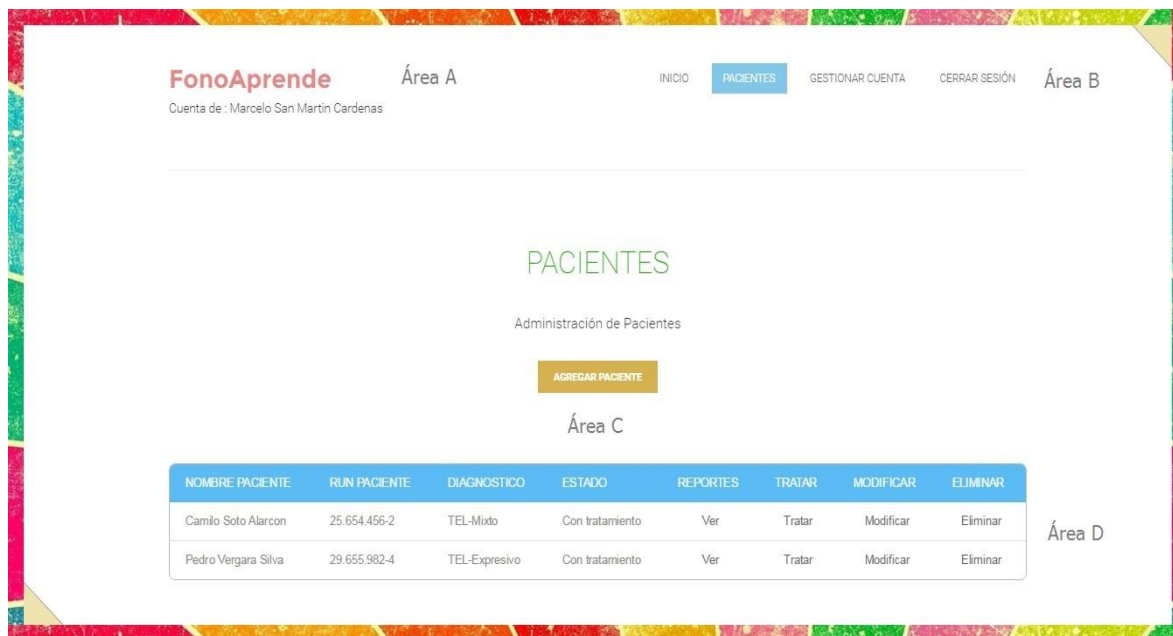 FonoAprende Área A INICIO PACIENTES GESTIONAR CUENTA CERRAR SESIÓN Área B
Cuenta de : Marcelo San Martin Cardenas
PACIENTES
Administración de Pacientes
AGREGAR PACIENTE
Área C
NOMBRE PACIENTE RUN PACIENTE DIAGNOSTICO ESTADO REPORTES TRATAR MODIFICAR ELIMINAR
Camilo Soto Alarcon 25.654.456-2 TEL-Mixto Con tratamiento Ver Tratar Modificar Eliminar
Área D
Pedro Vergara Silva 29.655.982-4 TEL-Expresivo Con tratamiento Ver Tratar Modificar Eliminar